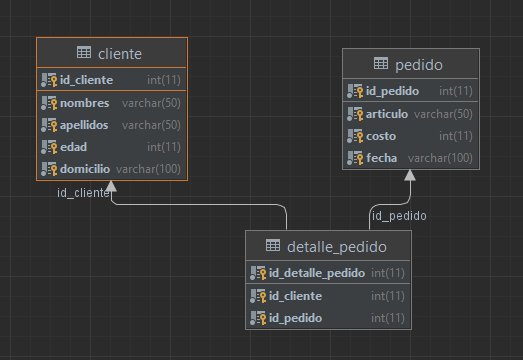 cliente
id_cliente int(11)
nombres varchar(50)
apellidos varchar(50)
edad int(11)
domicilio varchar(100)
pedido
id_pedido int(11)
articulo varchar(50)
costo int(11)
fecha varchar(100)
id_cliente
id_pedido
detalle_pedido
id_detalle_pedido int(11)
id_cliente int(11)
id_pedido int(11)